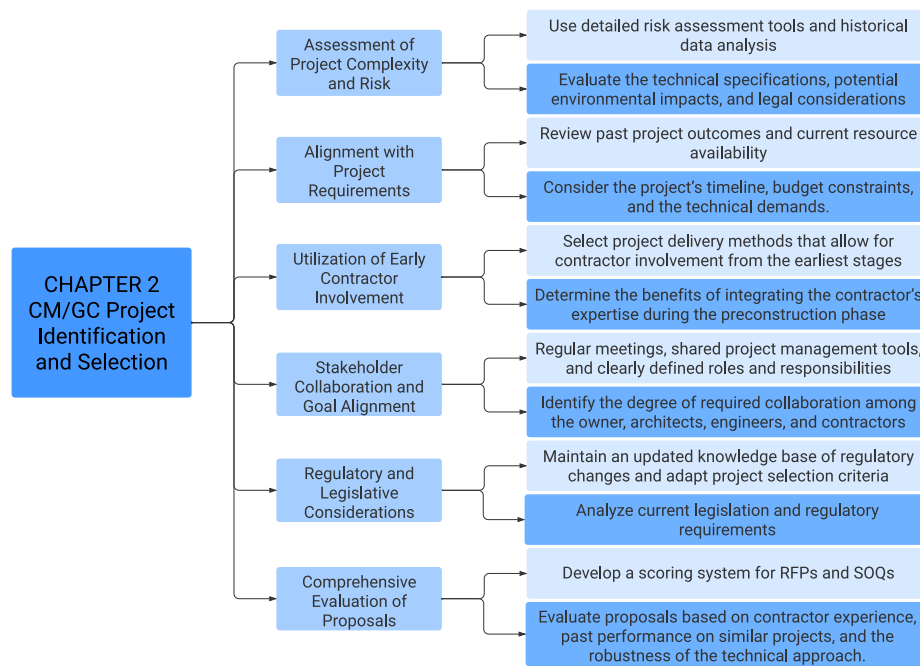 CHAPTER 2
CM/GC Project
Identification
and Selection
Assessment of
Project Complexity
and Risk
Use detailed risk assessment tools and historical
data analysis
Evaluate the technical specifications, potential
environmental impacts, and legal considerations
Alignment with
Project
Requirements
Review past project outcomes and current resource
availability
Consider the project's timeline, budget constraints,
and the technical demands.
Utilization of Early
Contractor
Involvement
Select project delivery methods that allow for
contractor involvement from the earliest stages
Determine the benefits of integrating the contractor's
expertise during the preconstruction phase
Stakeholder
Collaboration and
Goal Alignment
Regular meetings, shared project management tools,
and clearly defined roles and responsibilities
Identify the degree of required collaboration among
the owner, architects, engineers, and contractors
Regulatory and
Legislative
Considerations
Maintain an updated knowledge base of regulatory
changes and adapt project selection criteria
Analyze current legislation and regulatory
requirements
Comprehensive
Evaluation of
Proposals
Develop a scoring system for RFPs and SOQs
Evaluate proposals based on contractor experience,
past performance on similar projects, and the
robustness of the technical approach.